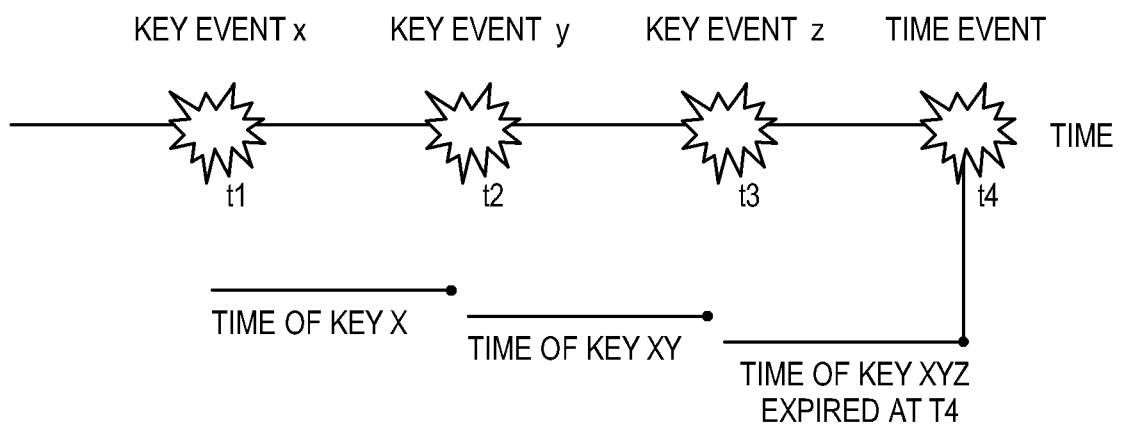 KEY EVENT x KEY EVENT y KEY EVENT z TIME EVENT
TIME
t1 t2 t3 t4
TIME OF KEY X
TIME OF KEY XY
TIME OF KEY XYZ
EXPIRED AT T4